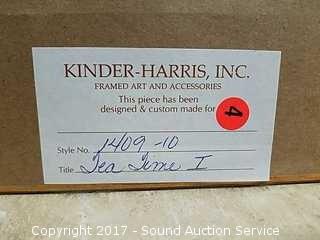 KINDER-HARRIS, INC.
FRAMED ART AND ACCESSORIES
This piece has been
designed & custom made for
4
Style No. 1409-10
Title Tea Time I
Copyright 2017 - Sound Auction Service